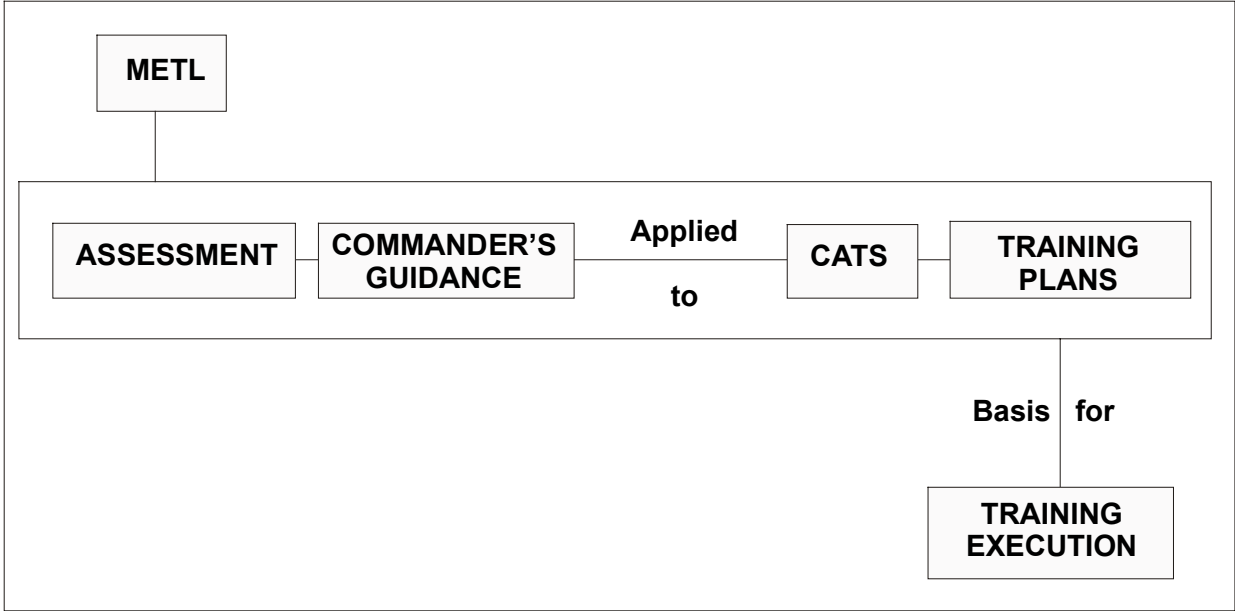 METL
ASSESSMENT
COMMANDER’S
GUIDANCE
Applied
to
CATS
TRAINING
PLANS
Basis for
TRAINING
EXECUTION